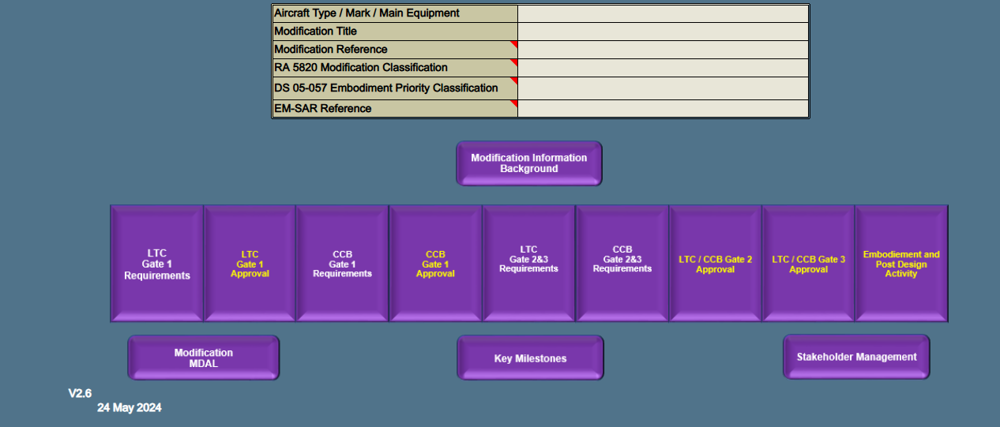 Aircraft Type / Mark / Main Equipment
Modification Title
Modification Reference
RA 5820 Modification Classification
DS 05-057 Embodiment Priority Classification
EM-SAR Reference
Modification Information
Background
LTC
Gate 1
Requirements
LTC
Gate 1
Approval
CCB
Gate 1
Requirements
CCB
Gate 1
Approval
LTC
Gate 2&3
Requirements
CCB
Gate 2&3
Requirements
LTC / CCB Gate 2
Approval
LTC / CCB Gate 3
Approval
Embodiement and
Post Design
Activity
Modification
MDAL
Key Milestones
Stakeholder Management
V2.6
24 May 2024